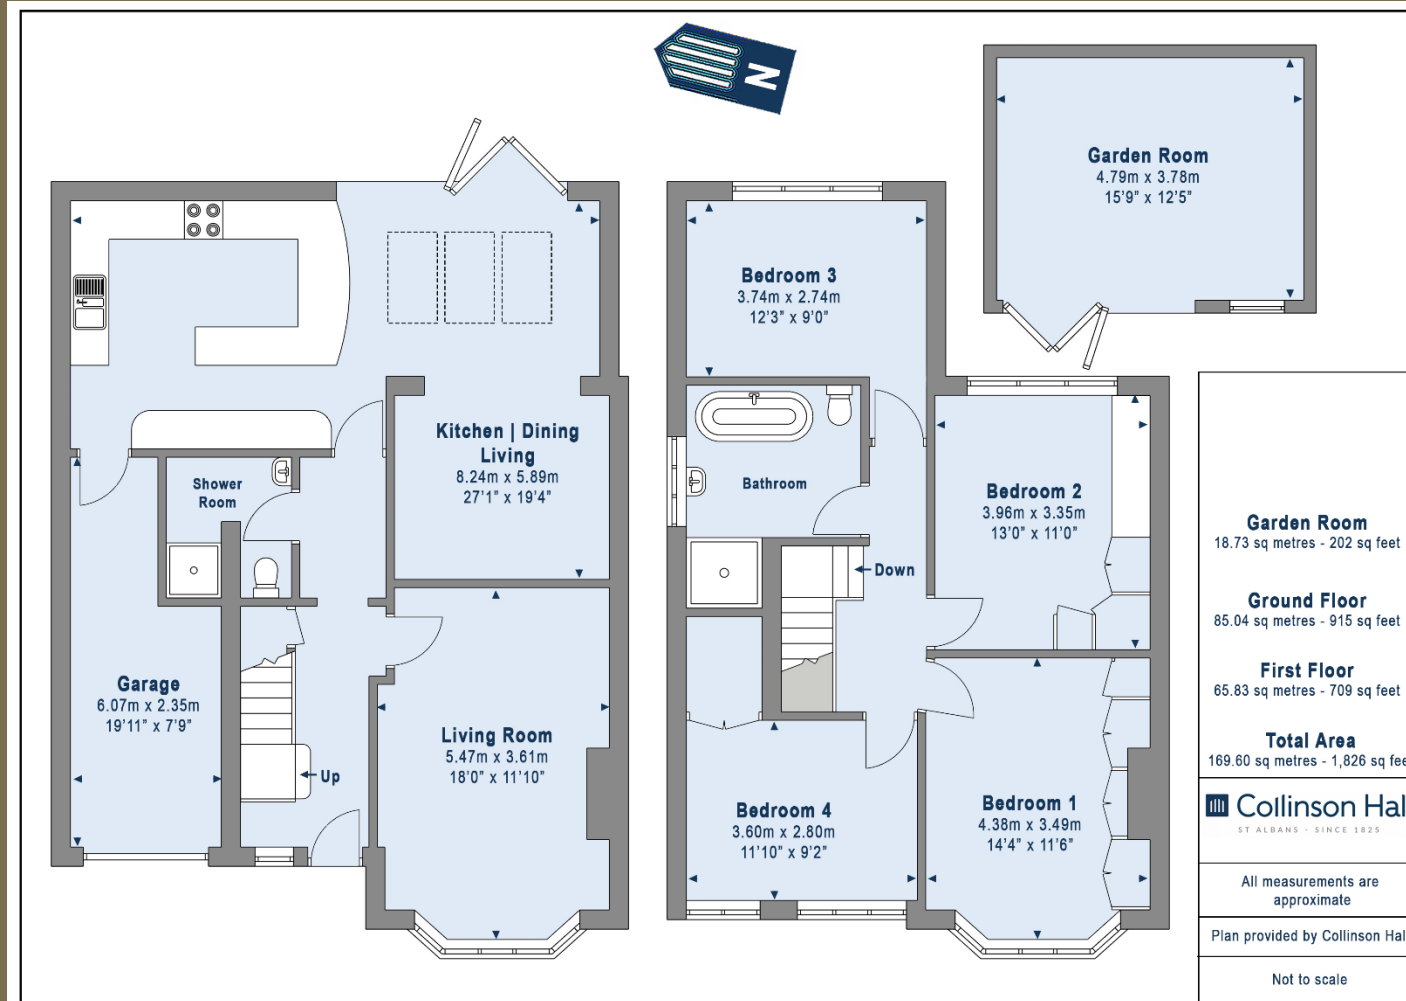 N
Garden Room
4.79m x 3.78m
15'9" x 12'5"
Bedroom 3
3.74m x 2.74m
12'3" x 9'0"
Kitchen | Dining
Living
8.24m x 5.89m
27'1" x 19'4"
Shower
Room
Bathroom
Bedroom 2
3.96m x 3.35m
13'0" x 11'0"
Down
Garage
6.07m x 2.35m
19'11" x 7'9"
Living Room
5.47m x 3.61m
18'0" x 11'10"
Up
Bedroom 4
3.60m x 2.80m
11'10" x 9'2"
Bedroom 1
4.38m x 3.49m
14'4" x 11'6"
Garden Room
18.73 sq metres - 202 sq feet
Ground Floor
85.04 sq metres - 915 sq feet
First Floor
65.83 sq metres - 709 sq feet
Total Area
169.60 sq metres - 1,826 sq fee
Collinson Hal
ST ALBANS - SINCE 1825
All measurements are
approximate
Plan provided by Collinson Hal
Not to scale